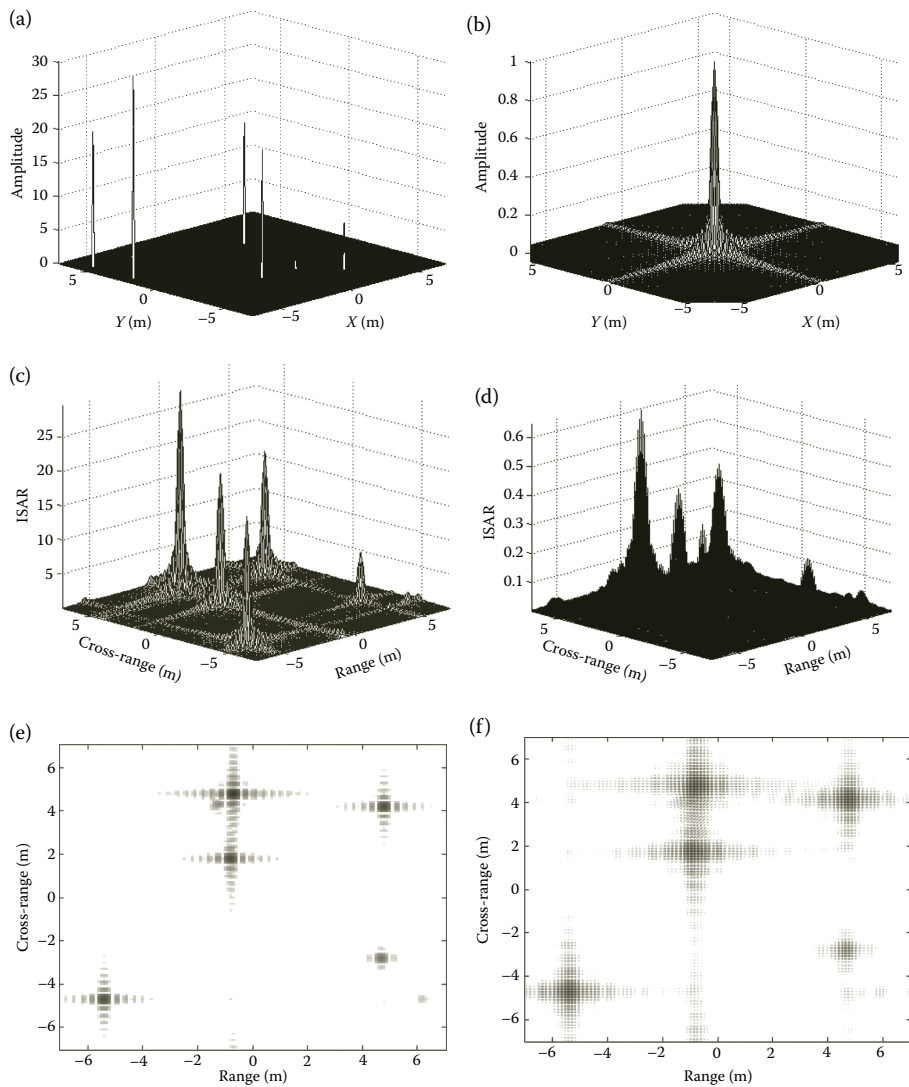 (a)
30
25
20
15
10
5
0
Amplitude
5
0
−5
Y (m)
−5
0
5
X (m)
(b)
1
0.8
0.6
0.4
0.2
0
Amplitude
5
0
−5
Y (m)
−5
0
5
X (m)
(c)
25
20
15
10
5
ISAR
5
0
−5
Cross-range (m)
−5
0
5
Range (m)
(d)
0.6
0.5
0.4
0.3
0.2
0.1
ISAR
5
0
−5
Cross-range (m)
−5
0
5
Range (m)
(e)
6
4
2
0
−2
−4
−6
Cross-range (m)
−6 −4 −2 0 2 4 6
Range (m)
(f)
6
4
2
0
−2
−4
−6
Cross-range (m)
−6 −4 −2 0 2 4 6
Range (m)